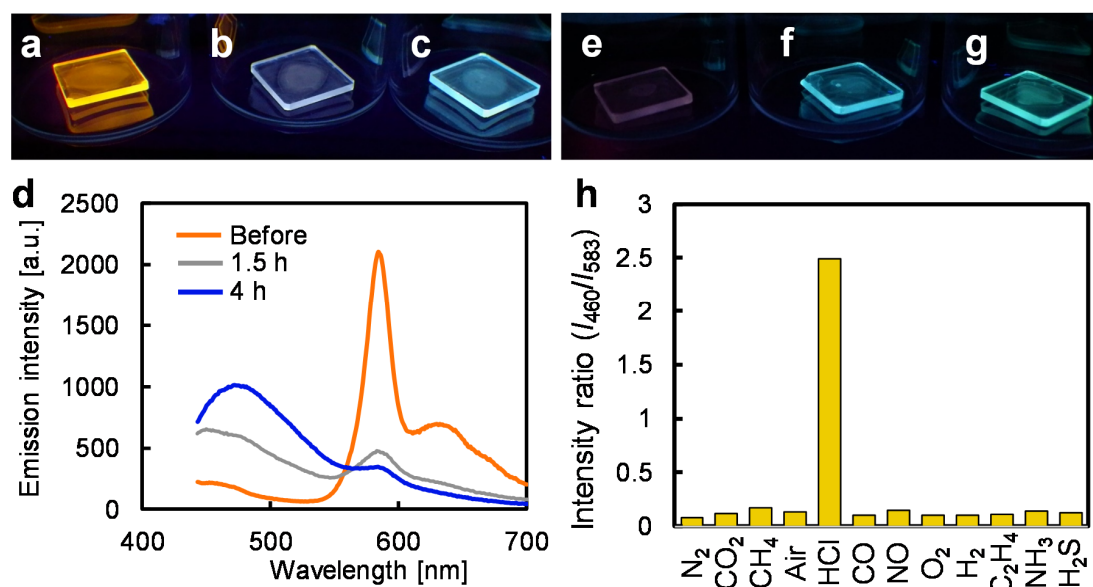 a
b
c
e
f
g
d
h
2500
2000
1500
1000
500
0
Before
1.5 h
4 h
Emission intensity [a.u.]
400
500
600
700
Wavelength [nm]
3
2.5
2
1.5
1
0.5
0
Intensity ratio (I460/I583)
N2
CO2
CH4
Air
HCl
CO
NO
O2
H2
C2H4
NH3
H2S